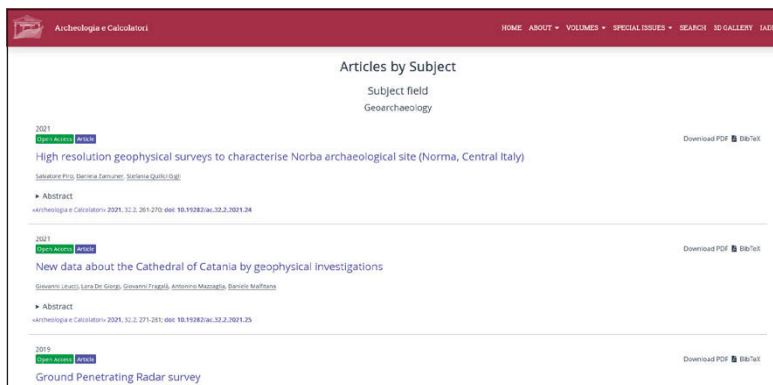 Archeologia e Calcolatori
HOME ABOUT VOLUMES SPECIAL ISSUES SEARCH 3D GALLERY
Articles by Subject
Subject field
Geoarchaeology
2021
Open Access Article
Download PDF BibTeX
High resolution geophysical surveys to characterise Norba archaeological site (Norma, Central Italy)
Salvatore Piro, Daniela Zamuner, Stefania Quilici Gigli
Abstract
«Archeologia e Calcolatori» 2021, 32.2, 261-270; doi: 10.19282/ac.32.2.2021.24
2021
Open Access Article
Download PDF BibTeX
New data about the Cathedral of Catania by geophysical investigations
Giovanni Leucci, Lara De Giorgi, Giovanni Fragalà, Antonino Mazzaglia, Daniele Malfitana
Abstract
«Archeologia e Calcolatori» 2021, 32.2, 271-281; doi: 10.19282/ac.32.2.2021.25
2019
Open Access Article
Download PDF BibTeX
Ground Penetrating Radar survey